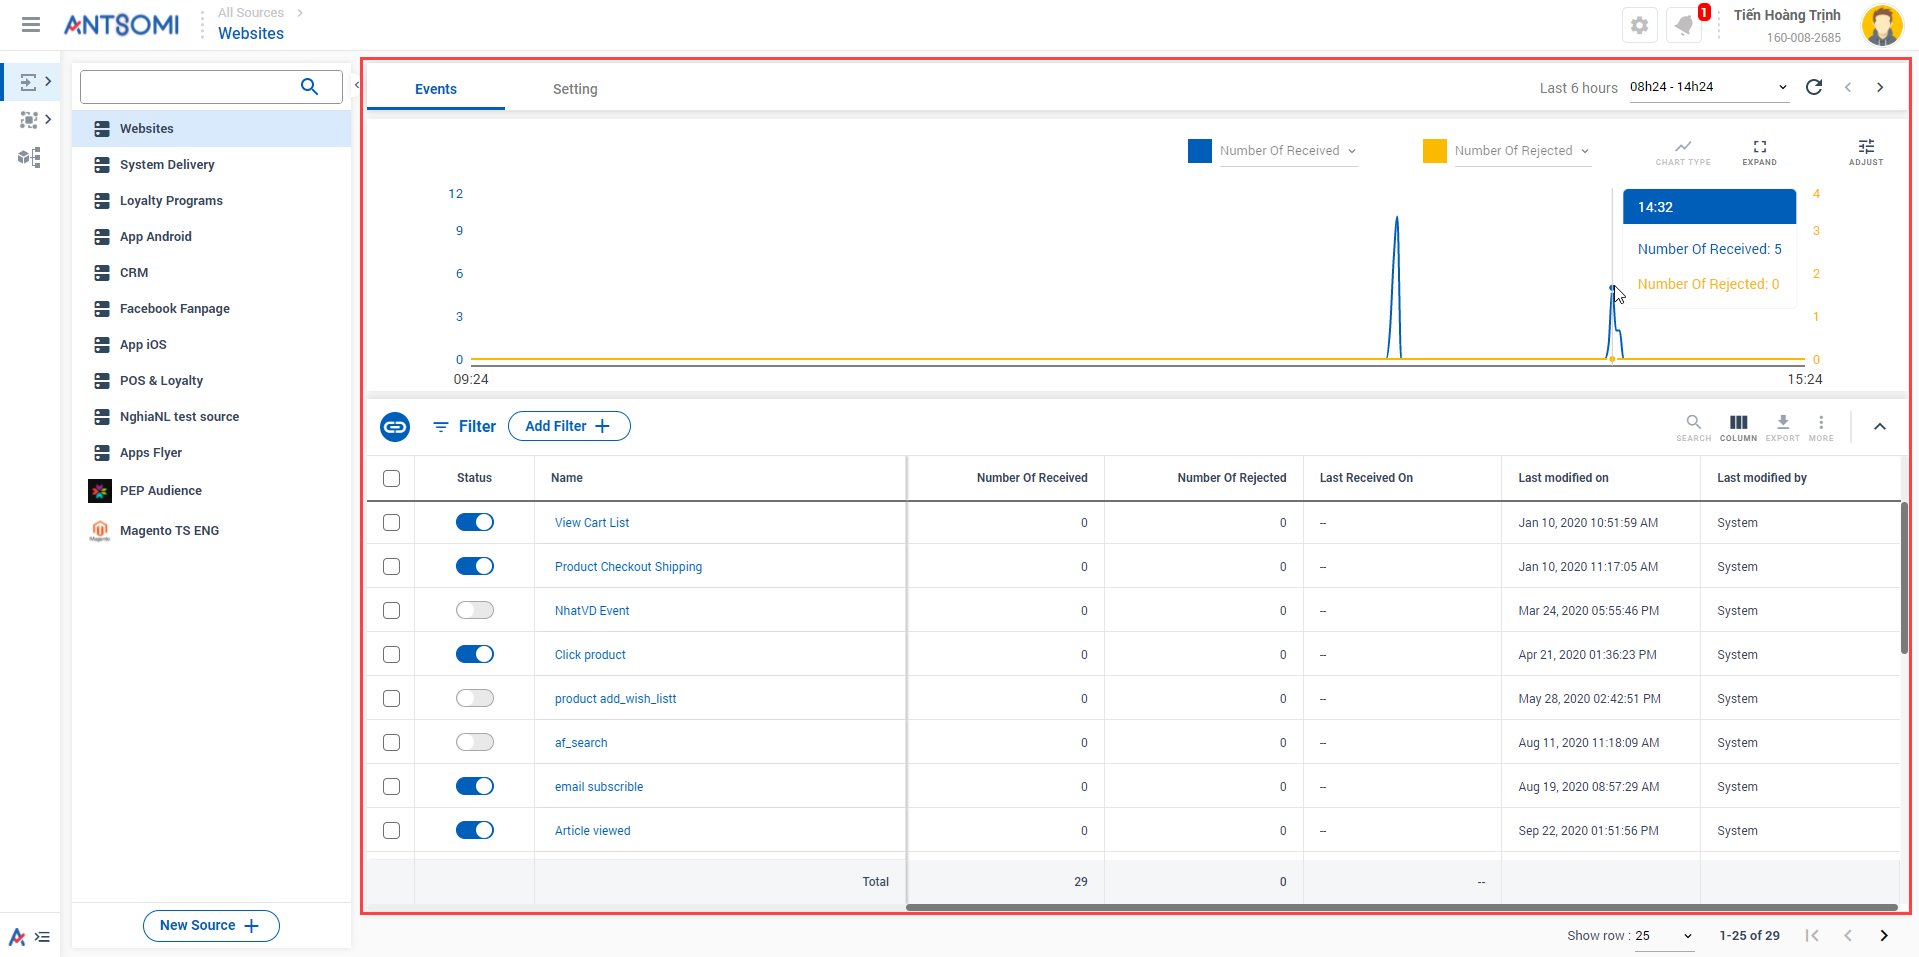 ANTSOMI
All Sources
Websites
1
Tiến Hoàng Trịnh
160-008-2685
Websites
System Delivery
Loyalty Programs
App Android
CRM
Facebook Fanpage
App iOS
POS & Loyalty
NghiaNL test source
Apps Flyer
PEP Audience
Magento TS ENG
New Source
Events
Setting
Last 6 hours
08h24 - 14h24
Number Of Received
Number Of Rejected
CHART TYPE
EXPAND
ADJUST
12
9
6
3
0
4
3
2
1
0
09:24
15:24
14:32
Number Of Received: 5
Number Of Rejected: 0
Filter
Add Filter
SEARCH
COLUMN
EXPORT
MORE
Status Name Number Of Received Number Of Rejected Last Received On Last modified on Last modified by
View Cart List 0 0 -- Jan 10, 2020 10:51:59 AM System
Product Checkout Shipping 0 0 -- Jan 10, 2020 11:17:05 AM System
NhatVD Event 0 0 -- Mar 24, 2020 05:55:46 PM System
Click product 0 0 -- Apr 21, 2020 01:36:23 PM System
product add_wish_listt 0 0 -- May 28, 2020 02:42:51 PM System
af_search 0 0 -- Aug 11, 2020 11:18:09 AM System
email subscrible 0 0 -- Aug 19, 2020 08:57:29 AM System
Article viewed 0 0 -- Sep 22, 2020 01:51:56 PM System
Total 29 0 --
Show row : 25
1-25 of 29